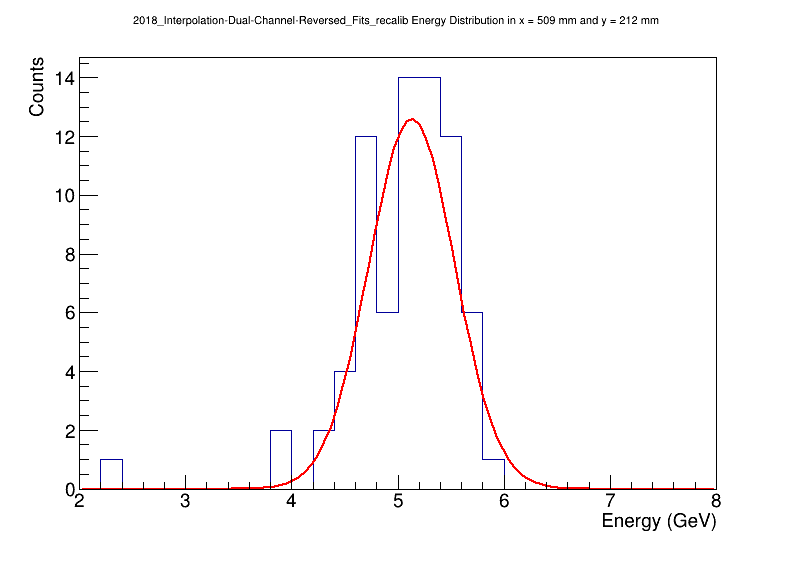 2018_Interpolation-Dual-Channel-Reversed_Fits_recalib Energy Distribution in x = 509 mm and y = 212 mm
Counts
14
12
10
8
6
4
2
0
2 3 4 5 6 7 8
Energy (GeV)